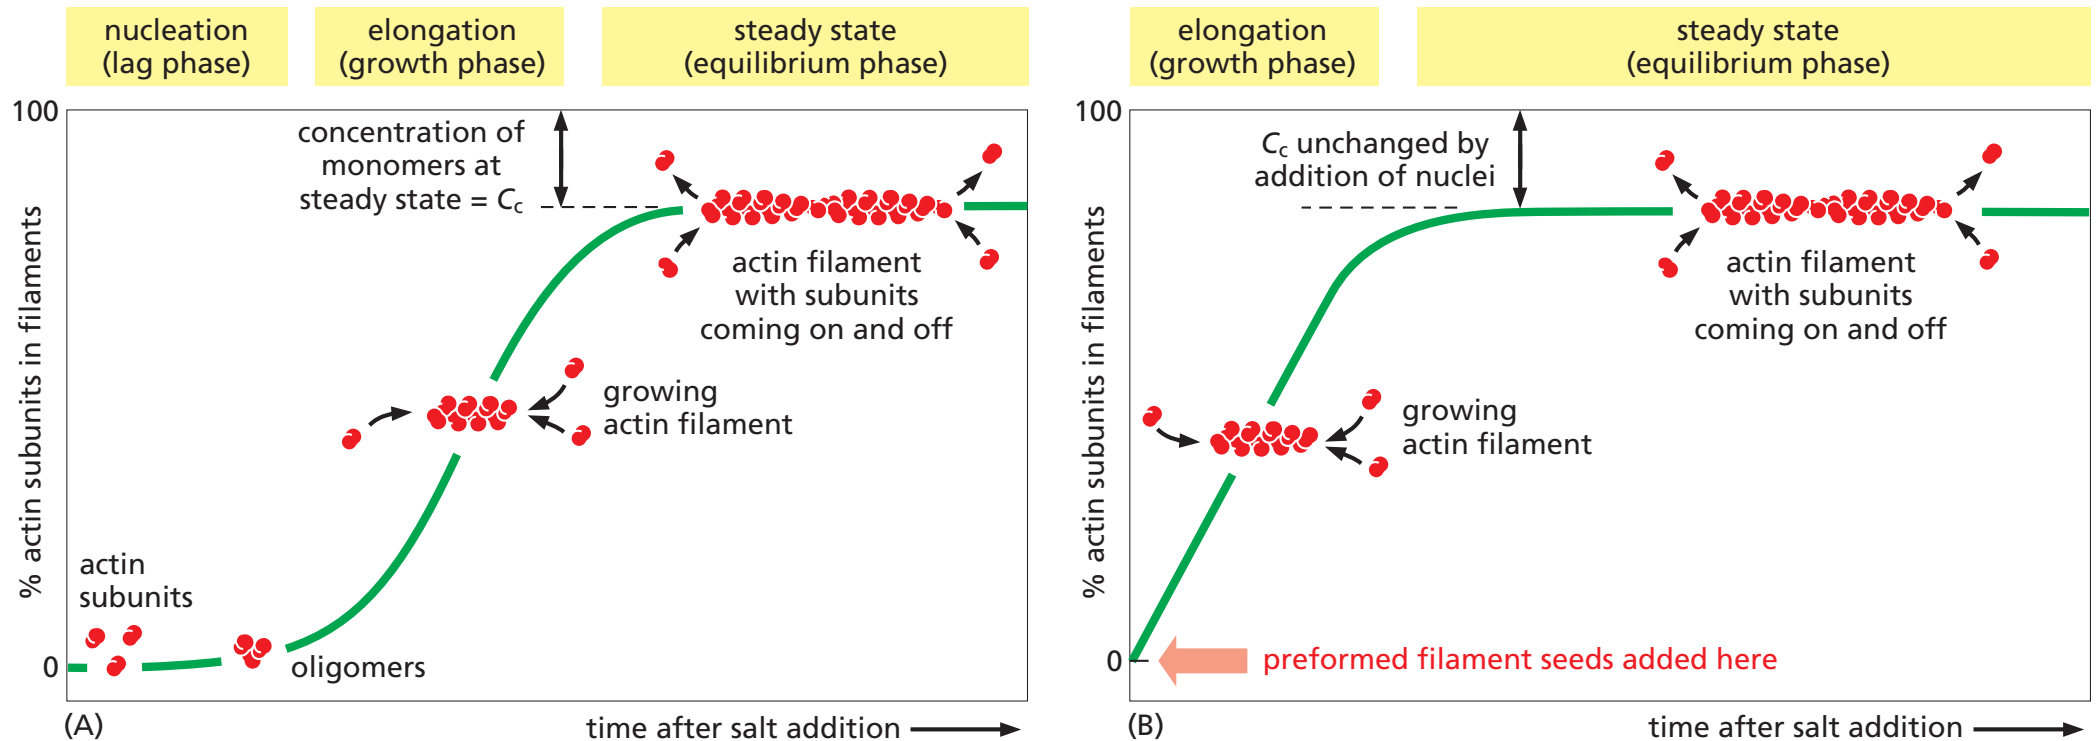 nucleation
(lag phase)
elongation
(growth phase)
steady state
(equilibrium phase)
100
concentration of
monomers at
steady state = Cc
actin filament
with subunits
coming on and off
growing
actin filament
actin
subunits
oligomers
0
% actin subunits in filaments
(A)
time after salt addition
elongation
(growth phase)
steady state
(equilibrium phase)
100
Cc unchanged by
addition of nuclei
actin filament
with subunits
coming on and off
growing
actin filament
0
preformed filament seeds added here
% actin subunits in filaments
(B)
time after salt addition